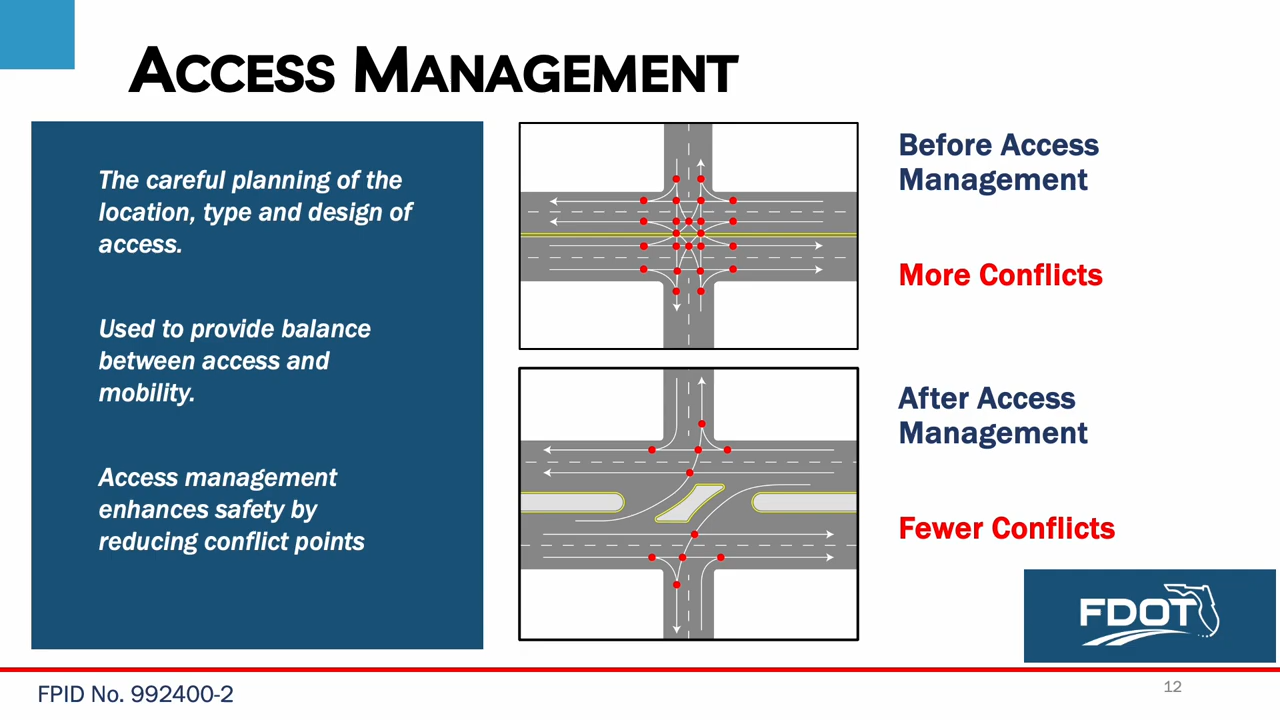 ACCESS MANAGEMENT
The careful planning of the
location, type and design of
access.
Used to provide balance
between access and
mobility.
Access management
enhances safety by
reducing conflict points
Before Access
Management
More Conflicts
After Access
Management
Fewer Conflicts
FDOT
FPID No. 992400-2
12